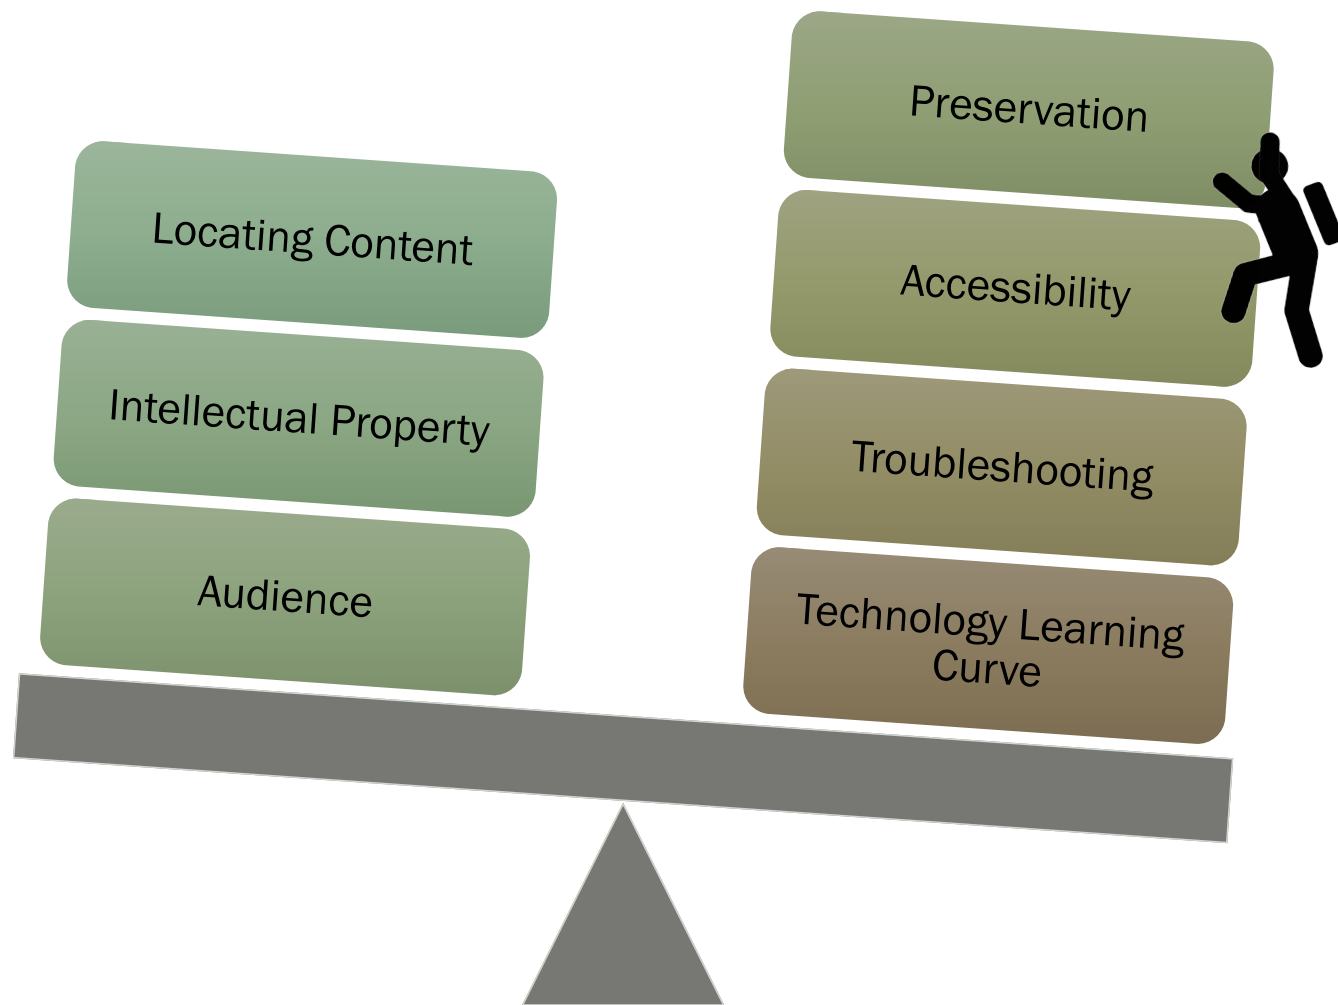 Locating Content
Intellectual Property
Audience
Preservation
Accessibility
Troubleshooting
Technology Learning
Curve